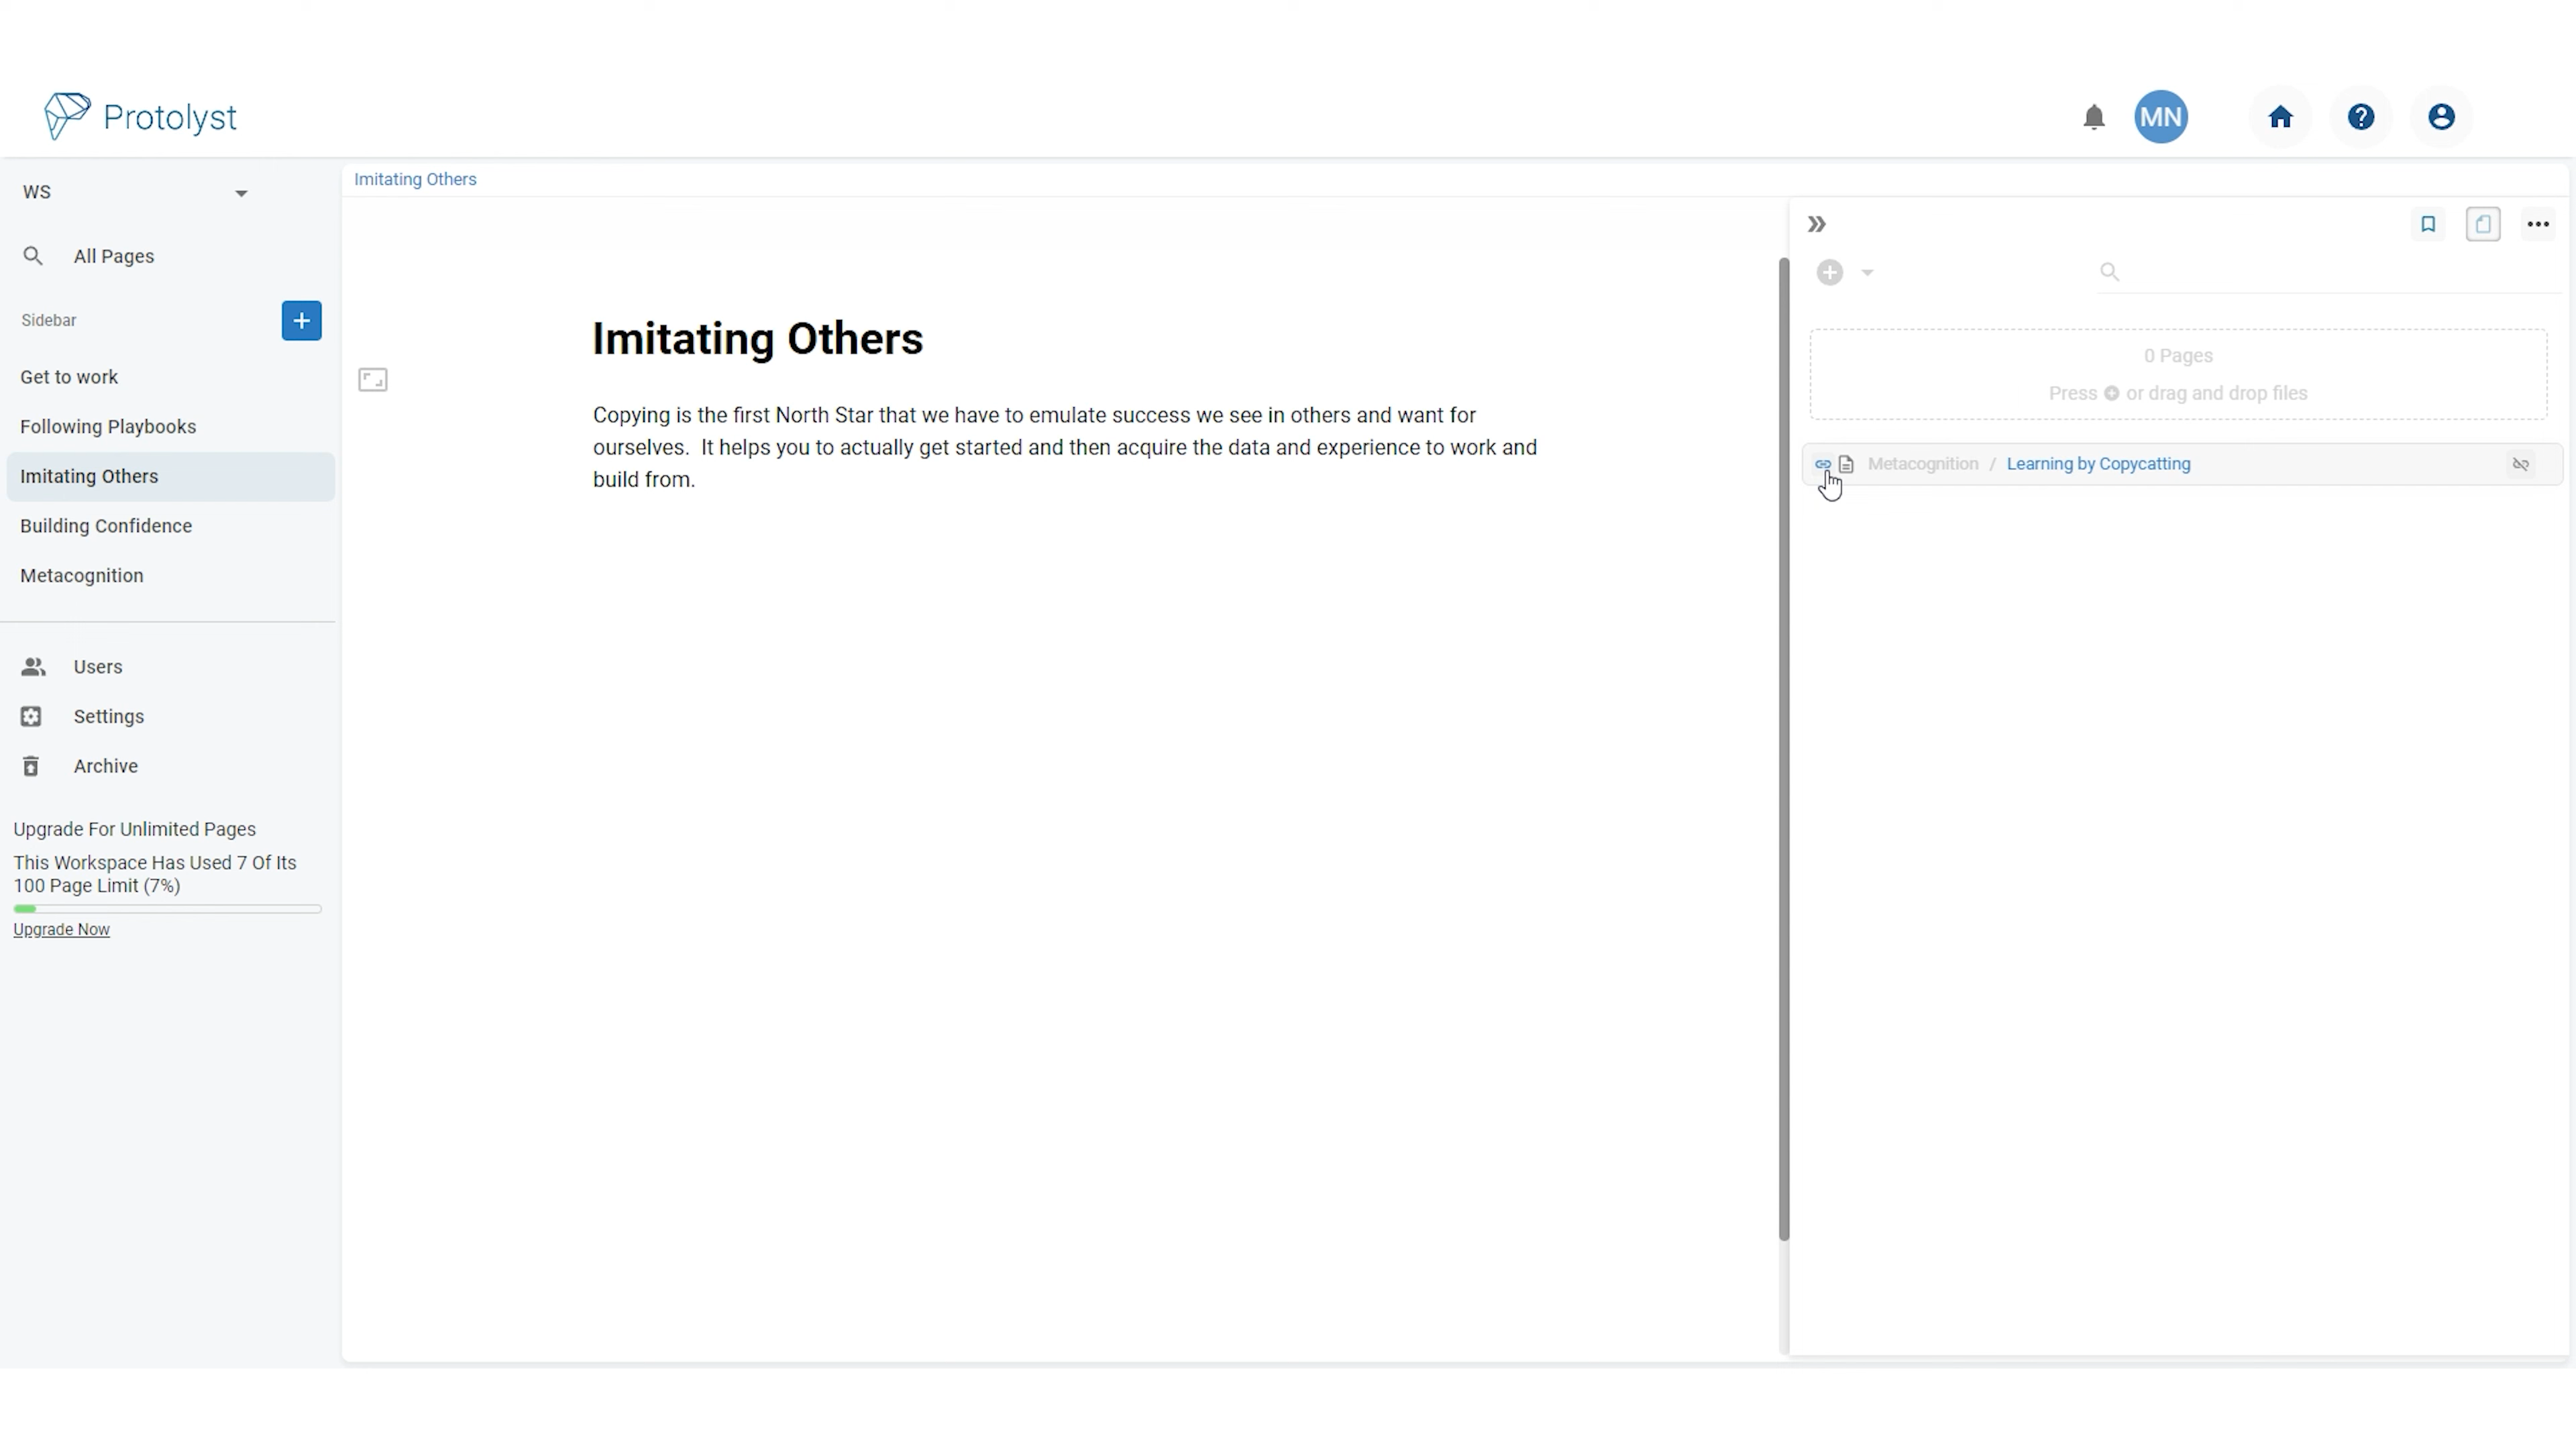 Protolyst
MN
WS
All Pages
Sidebar
Get to work
Following Playbooks
Imitating Others
Building Confidence
Metacognition
Users
Settings
Archive
Upgrade For Unlimited Pages
This Workspace Has Used 7 Of Its
100 Page Limit (7%)
Upgrade Now
Imitating Others
Imitating Others
Copying is the first North Star that we have to emulate success we see in others and want for
ourselves.  It helps you to actually get started and then acquire the data and experience to work and
build from.
0 Pages
Press + or drag and drop files
Metacognition / Learning by Copycatting